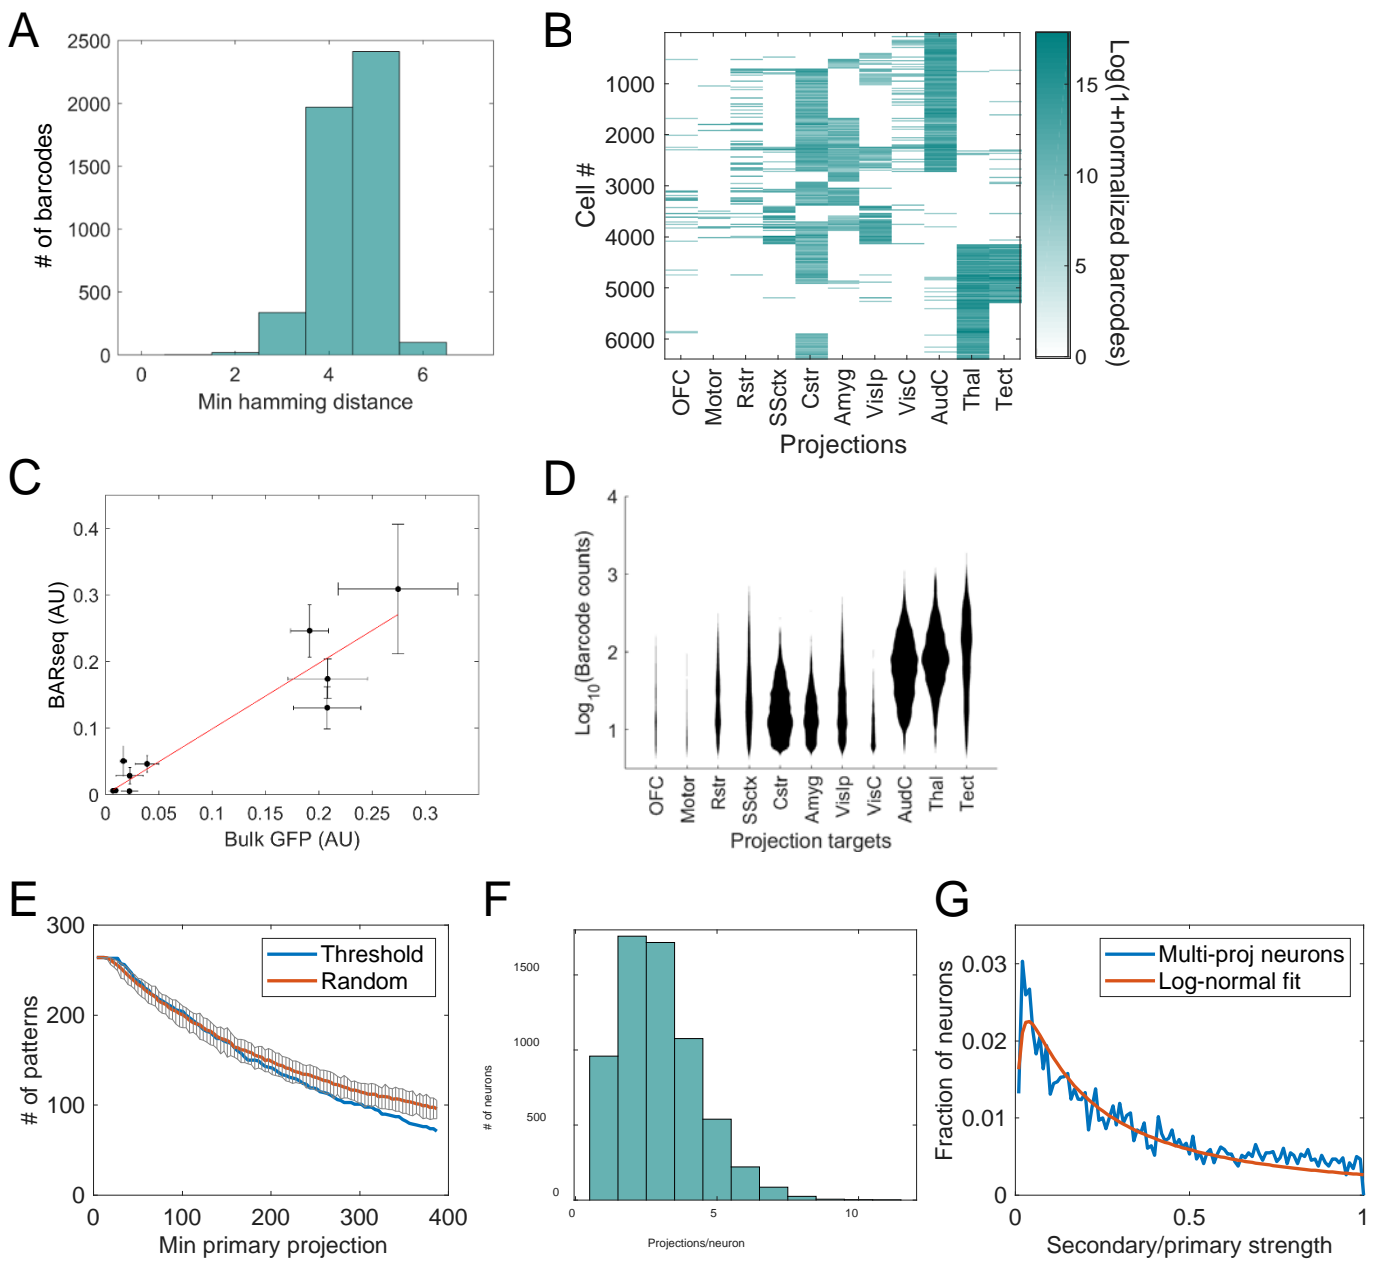 A
2500
2000
1500
1000
500
0
# of barcodes
0 2 4 6
Min hamming distance
B
1000
2000
3000
4000
5000
6000
Cell #
OFC Motor Rstr SSctx Cstr Amyg VisIp VisC AudC Thal Tect
Projections
15
10
5
0
Log(1+normalized barcodes)
C
0.4
0.3
0.2
0.1
0
BARseq (AU)
0 0.05 0.1 0.15 0.2 0.25 0.3
Bulk GFP (AU)
D
4
3
2
1
Log10(Barcode counts)
OFC Motor Rstr SSctx Cstr Amyg VisIp VisC AudC Thal Tect
Projection targets
E
300
200
100
0
# of patterns
Threshold
Random
0 100 200 300 400
Min primary projection
F
1500
1000
500
0
# of neurons
0 5 10
Projections/neuron
G
0.03
0.02
0.01
0
Fraction of neurons
Multi-proj neurons
Log-normal fit
0 0.5 1
Secondary/primary strength